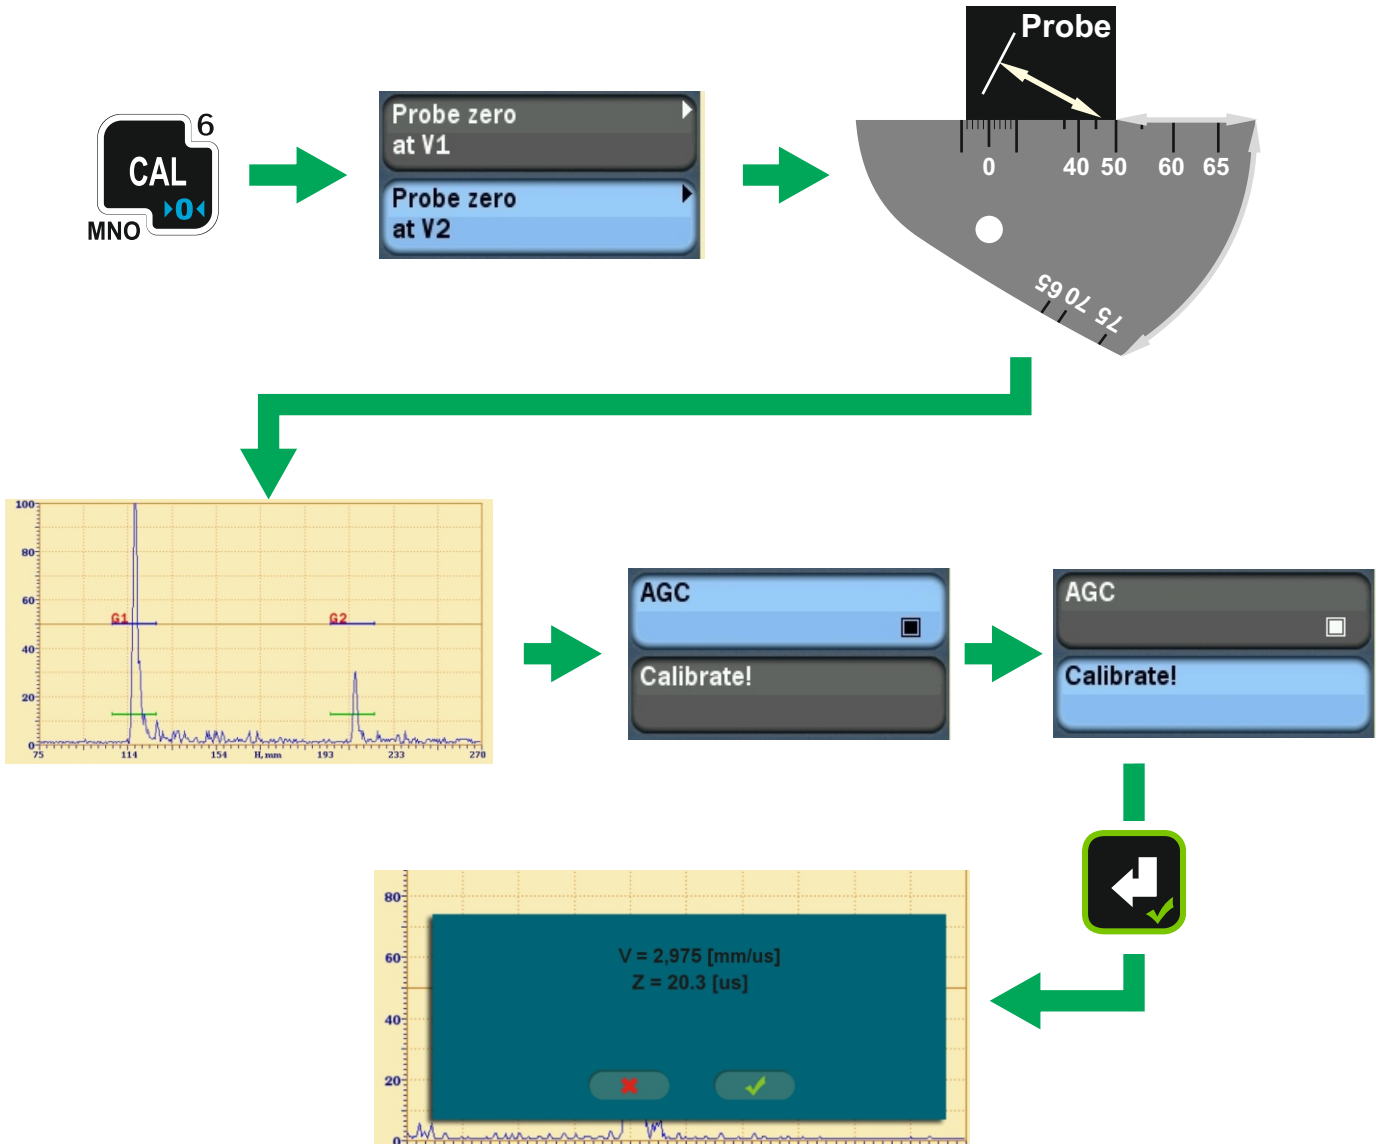 6
CAL
0
MNO
Probe zero
at V1
Probe zero
at V2
Probe
0 40 50 60 65
65 70 75
100
80
60
40
20
0
G1 G2
75 114 154 H, mm 193 233 270
AGC
Calibrate!
AGC
Calibrate!
80
60
40
20
0
V = 2,975 [mm/us]
Z = 20.3 [us]